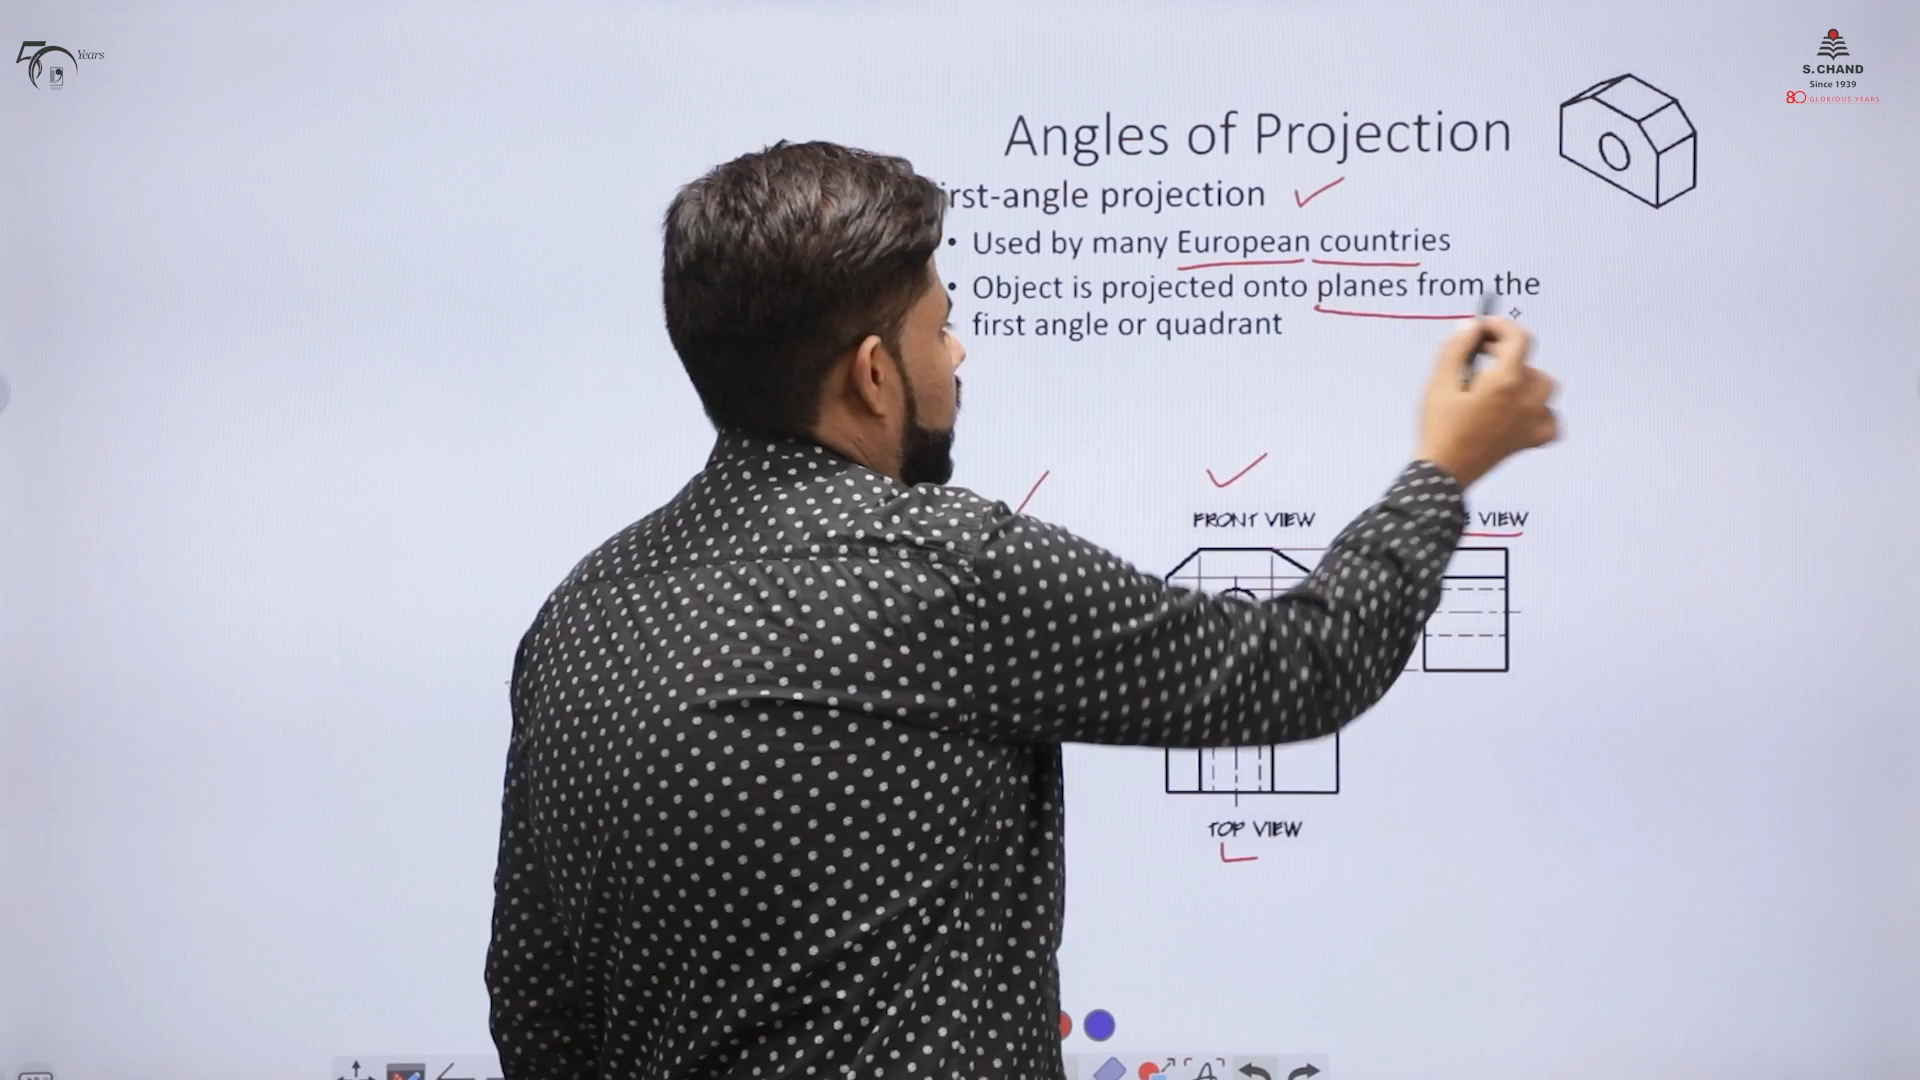 50 Years
S. CHAND
Since 1939
80 GLORIOUS YEARS
Angles of Projection
irst-angle projection
• Used by many European countries
• Object is projected onto planes from the
first angle or quadrant
FRONT VIEW
VIEW
TOP VIEW